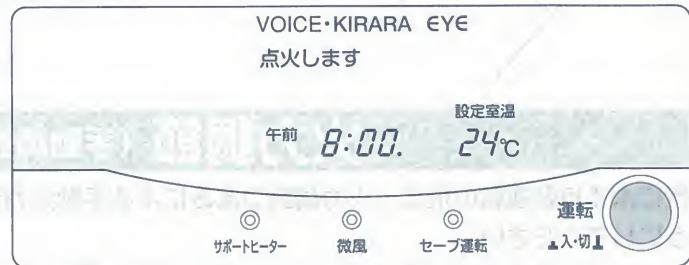 VOICE･KIRARA EYE
点火します
設定室温
午前 8:00. 24℃
運転
入･切
サポートヒーター 微風 セーブ運転